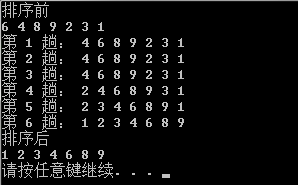 排序前
6 4 8 9 2 3 1
第 1 趟： 4 6 8 9 2 3 1
第 2 趟： 4 6 8 9 2 3 1
第 3 趟： 4 6 8 9 2 3 1
第 4 趟： 2 4 6 8 9 3 1
第 5 趟： 2 3 4 6 8 9 1
第 6 趟： 1 2 3 4 6 8 9
排序后
1 2 3 4 6 8 9
请按任意键继续. . .